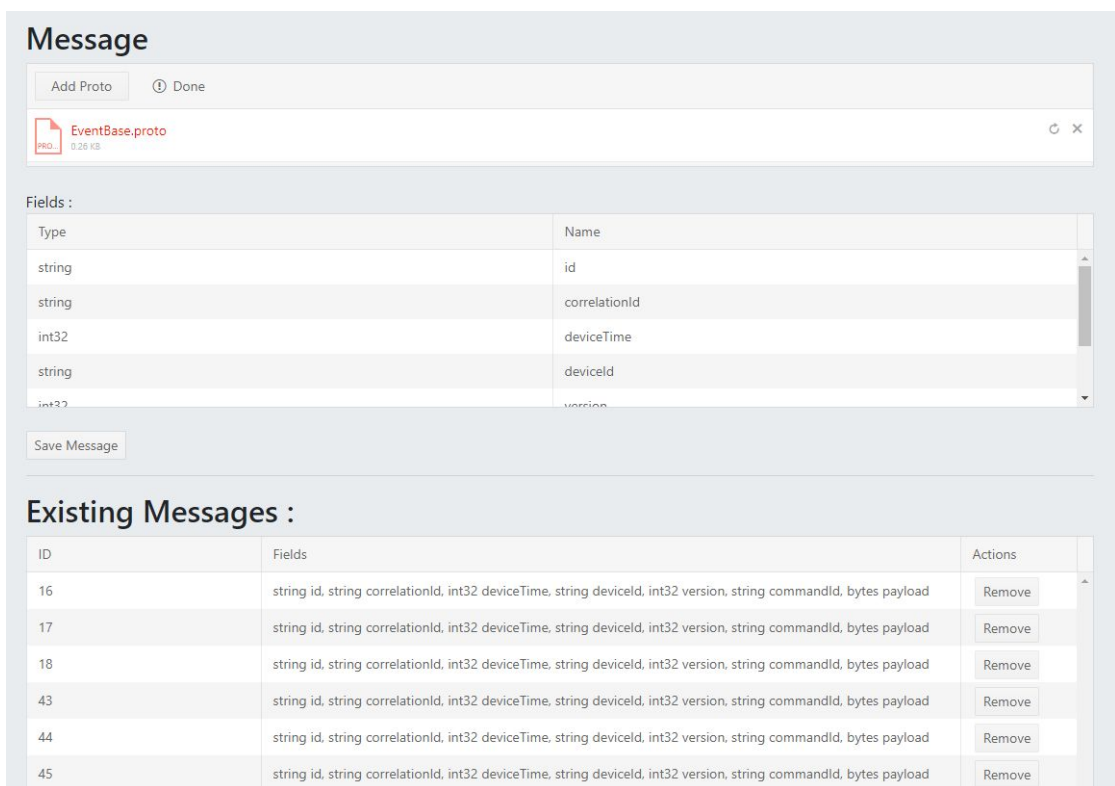 Message
Add Proto Done
EventBase.proto
PRO... 0.26 KB
Fields :
Type Name
string id
string correlationId
int32 deviceTime
string deviceId
int32 version
Save Message
Existing Messages :
ID Fields Actions
16 string id, string correlationId, int32 deviceTime, string deviceId, int32 version, string commandId, bytes payload Remove
17 string id, string correlationId, int32 deviceTime, string deviceId, int32 version, string commandId, bytes payload Remove
18 string id, string correlationId, int32 deviceTime, string deviceId, int32 version, string commandId, bytes payload Remove
43 string id, string correlationId, int32 deviceTime, string deviceId, int32 version, string commandId, bytes payload Remove
44 string id, string correlationId, int32 deviceTime, string deviceId, int32 version, string commandId, bytes payload Remove
45 string id, string correlationId, int32 deviceTime, string deviceId, int32 version, string commandId, bytes payload Remove